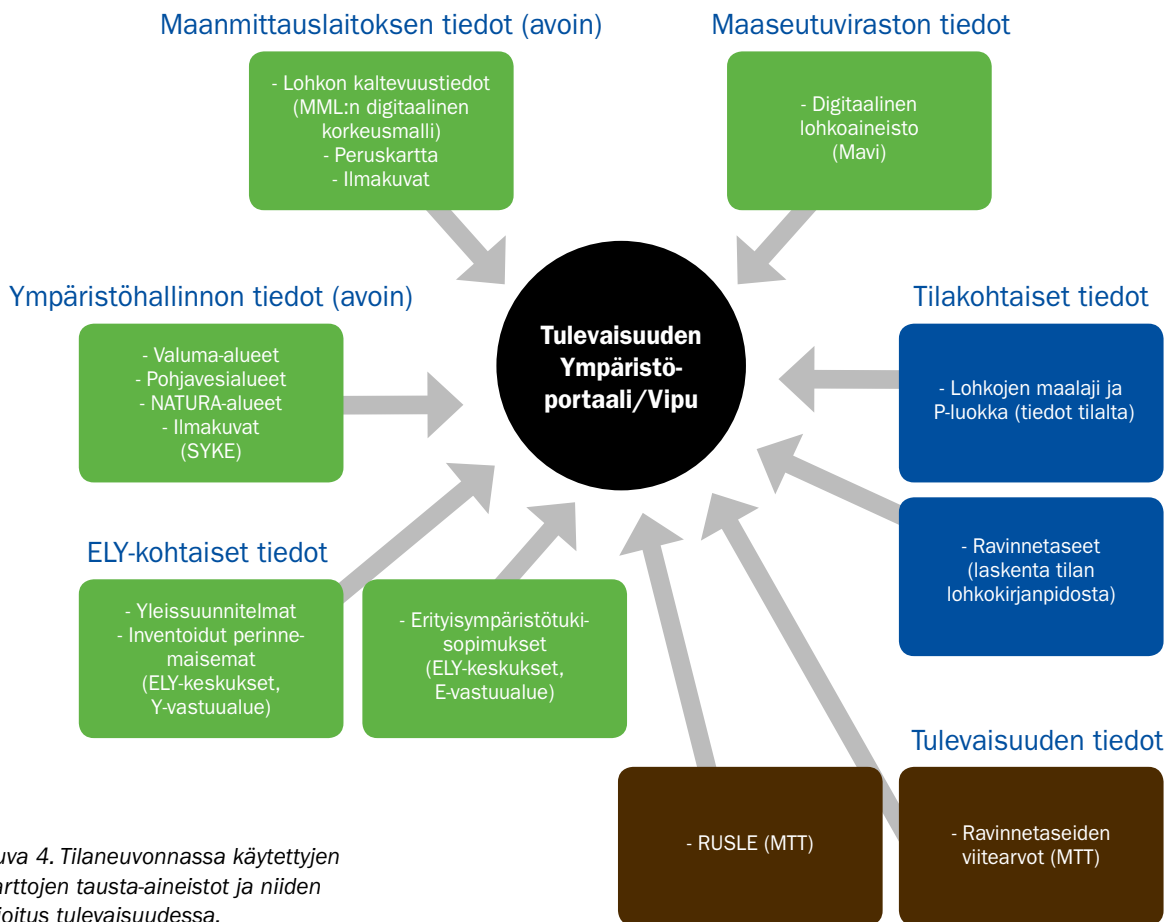 Maanmittauslaitoksen tiedot (avoin)
- Lohkon kaltevuustiedot
(MML:n digitaalinen
korkeusmalli)
- Peruskartta
- Ilmakuvat
Maaseutuviraston tiedot
- Digitaalinen
lohkoaineisto
(Mavi)
Ympäristöhallinnon tiedot (avoin)
- Valuma-alueet
- Pohjavesialueet
- NATURA-alueet
- Ilmakuvat
(SYKE)
Tulevaisuuden
Ympäristö-
portaali/Vipu
Tilakohtaiset tiedot
- Lohkojen maalaji ja
P-luokka (tiedot tilalta)
- Ravinnetaseet
(laskenta tilan
lohkokirjanpidosta)
ELY-kohtaiset tiedot
- Yleissuunnitelmat
- Inventoidut perinne-
maisemat
(ELY-keskukset,
Y-vastuualue)
- Erityisympäristötuki-
sopimukset
(ELY-keskukset,
E-vastuualue)
Tulevaisuuden tiedot
- RUSLE (MTT)
- Ravinnetaseiden
viitearvot (MTT)
uva 4. Tilaneuvonnassa käytettyjen
arttojen tausta-aineistot ja niiden
joitus tulevaisuudessa.